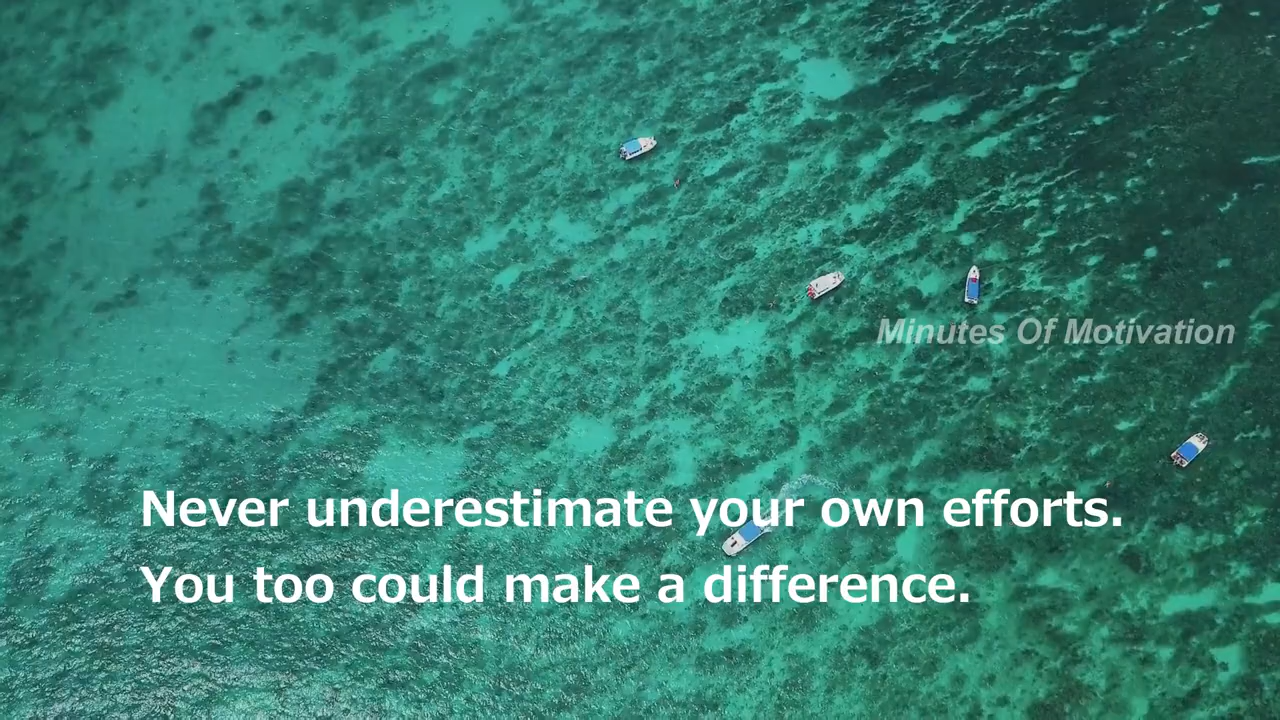 Minutes Of Motivation
Never underestimate your own efforts.
You too could make a difference.